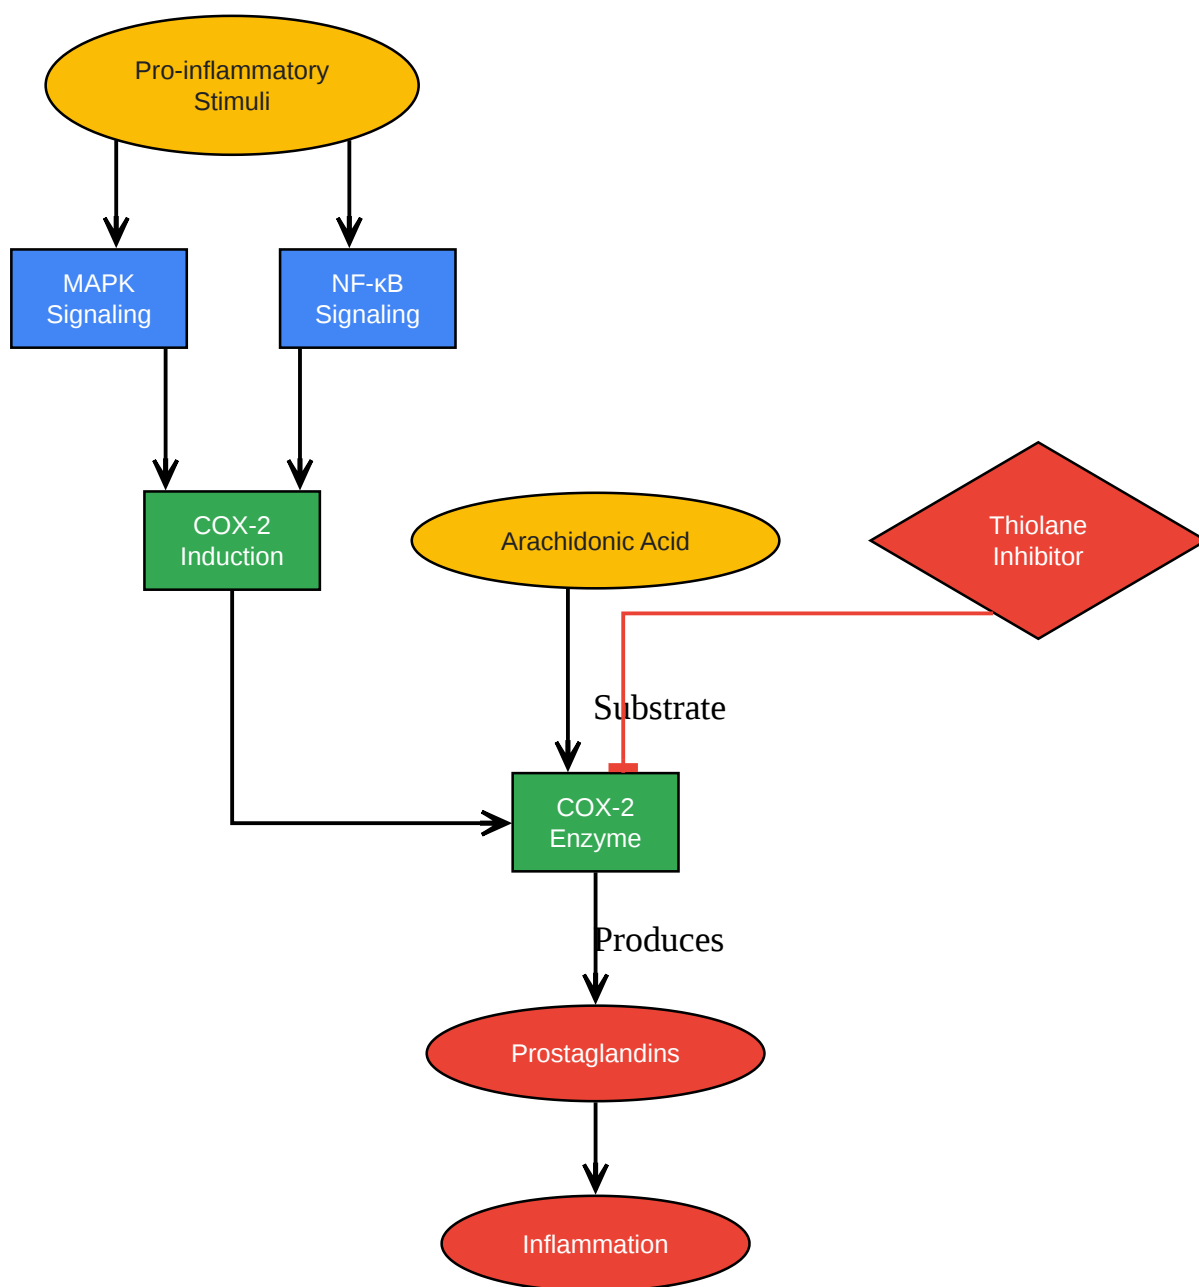 Pro-inflammatory
Stimuli
MAPK
Signaling
NF-κB
Signaling
COX-2
Induction
Arachidonic Acid
Thiolane
Inhibitor
Substrate
COX-2
Enzyme
Produces
Prostaglandins
Inflammation